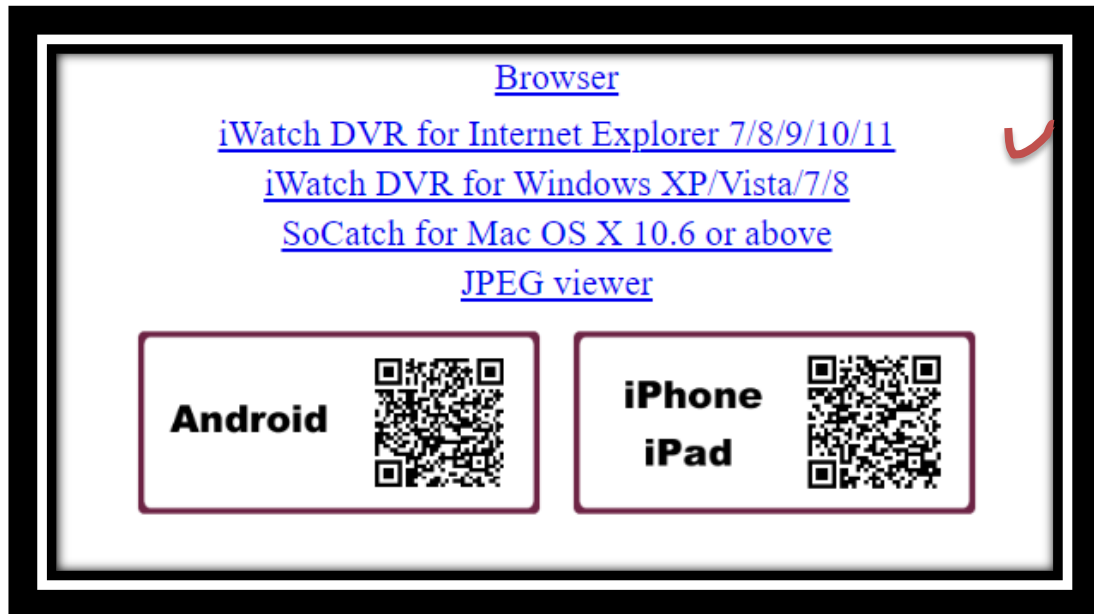 Browser
iWatch DVR for Internet Explorer 7/8/9/10/11
iWatch DVR for Windows XP/Vista/7/8
SoCatch for Mac OS X 10.6 or above
JPEG viewer
Android
iPhone
iPad